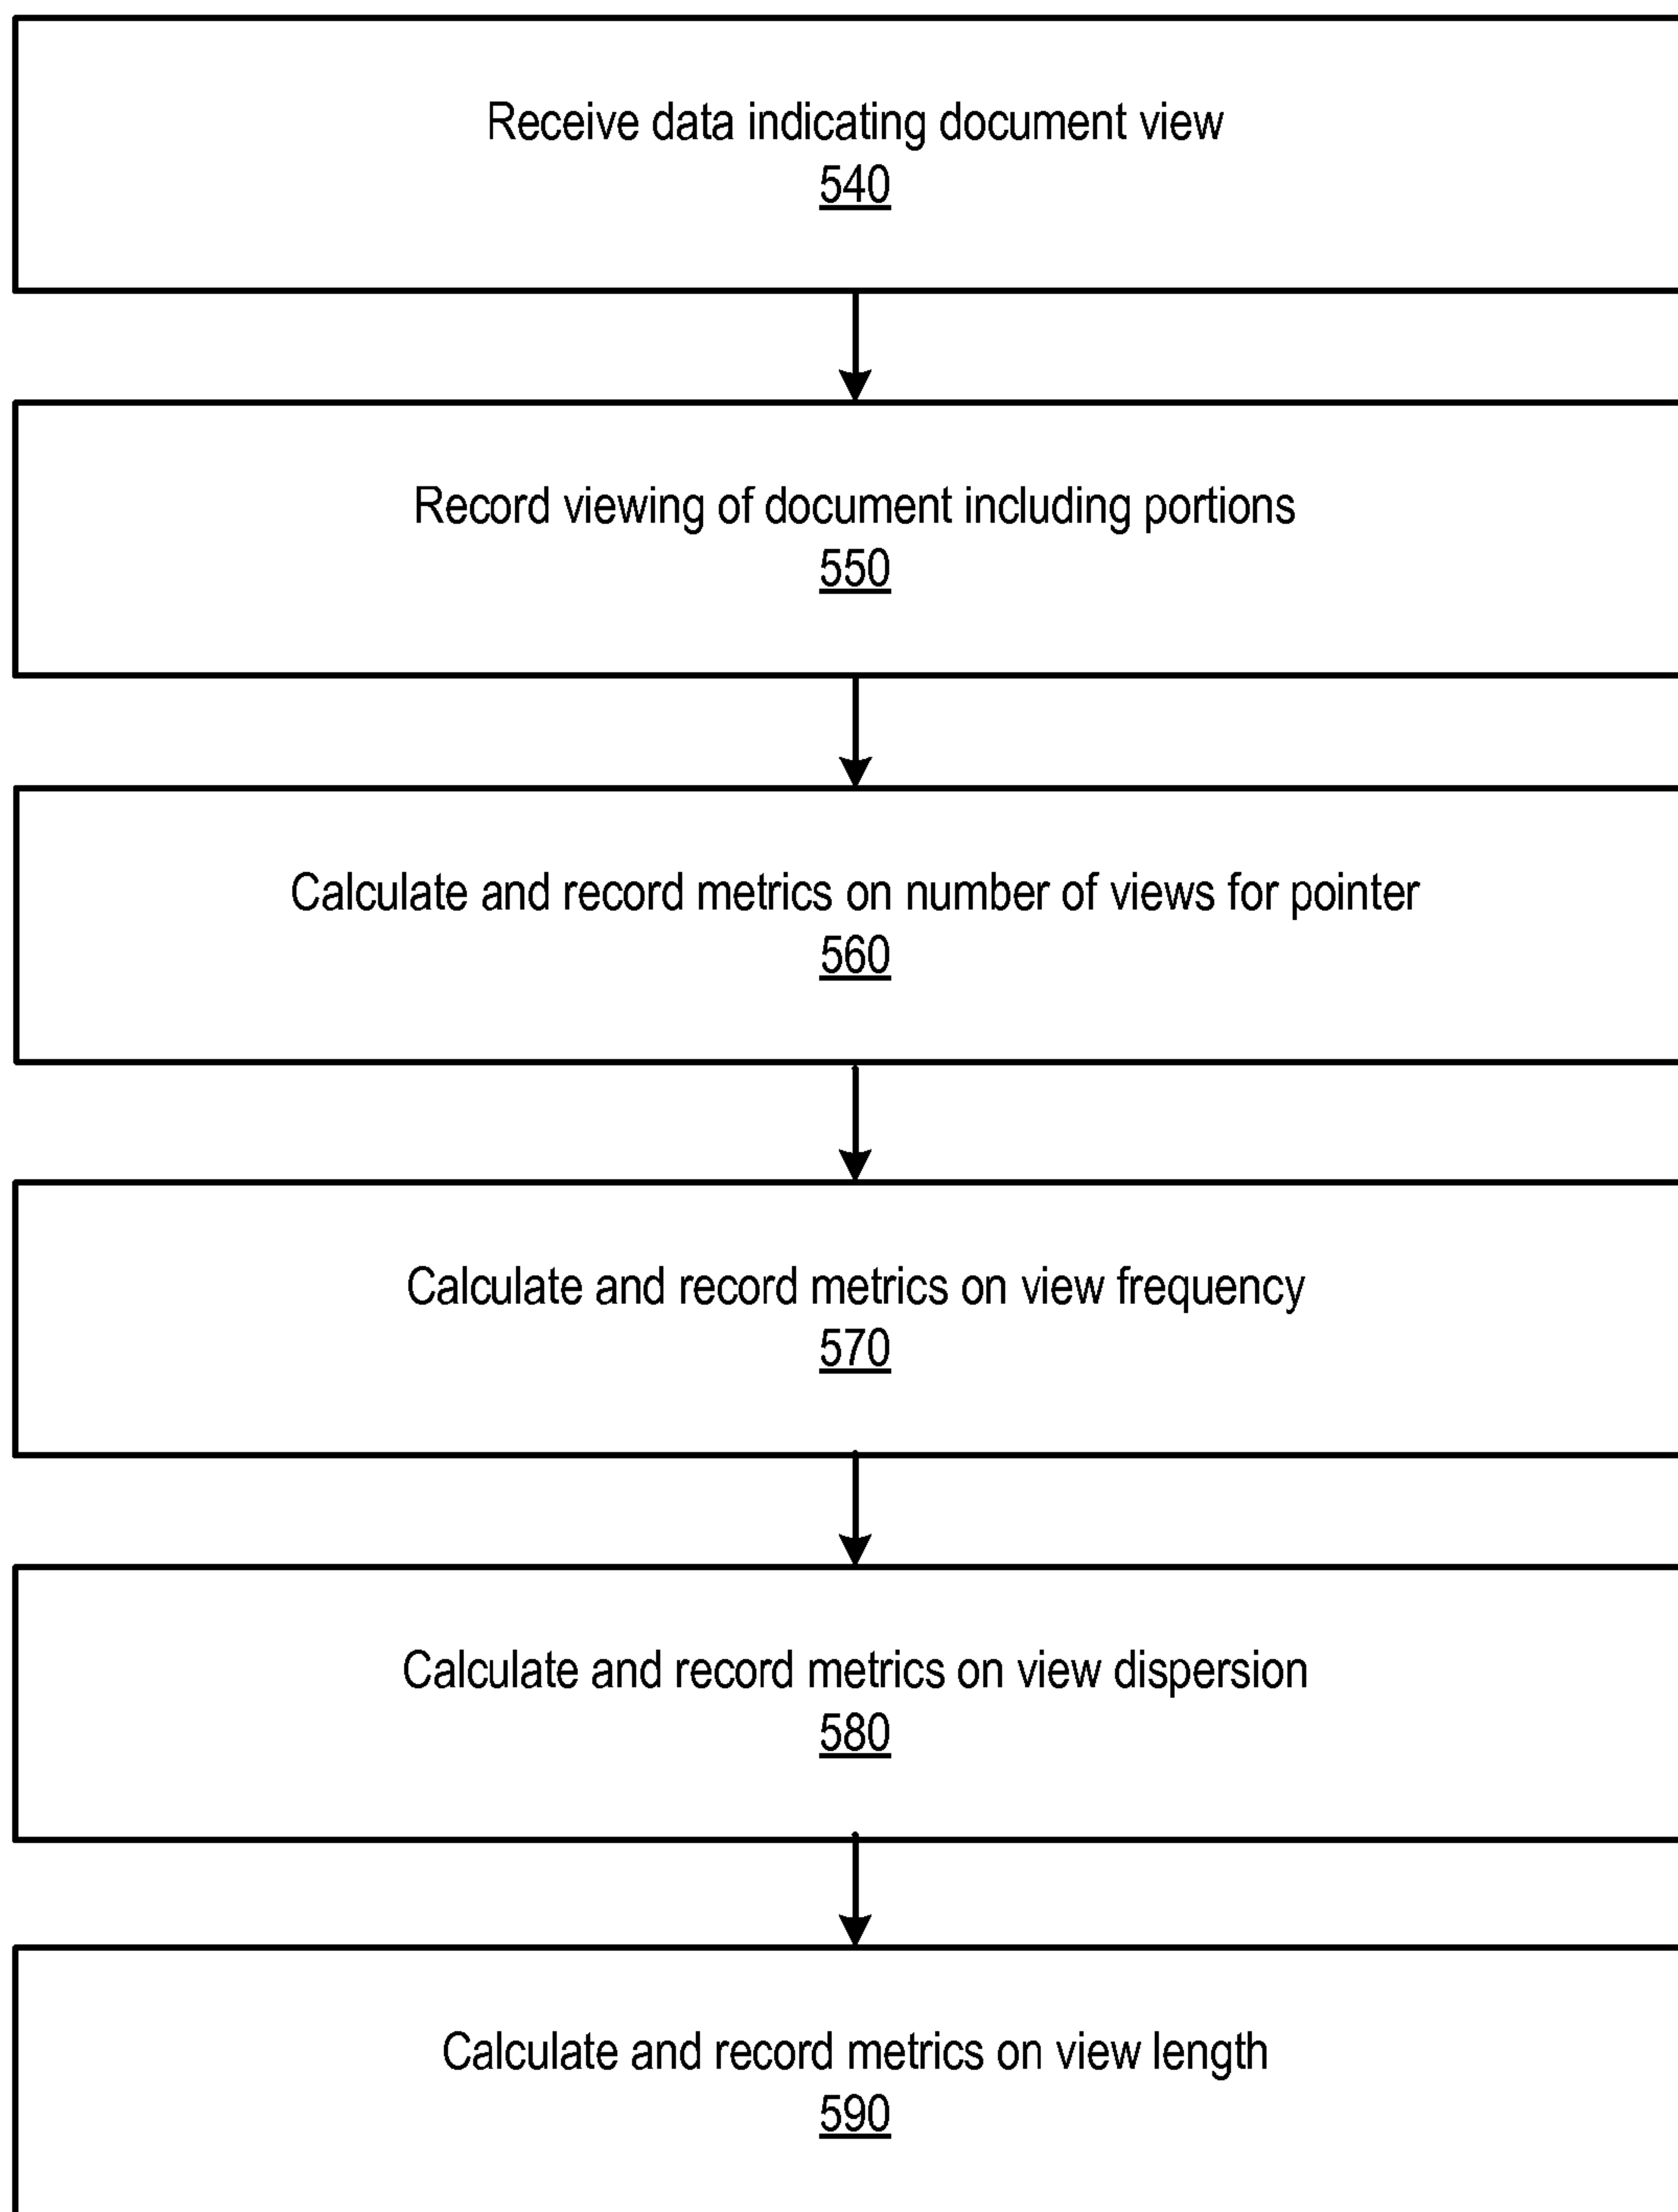 Receive data indicating document view
540
Record viewing of document including portions
550
Calculate and record metrics on number of views for pointer
560
Calculate and record metrics on view frequency
570
Calculate and record metrics on view dispersion
580
Calculate and record metrics on view length
590